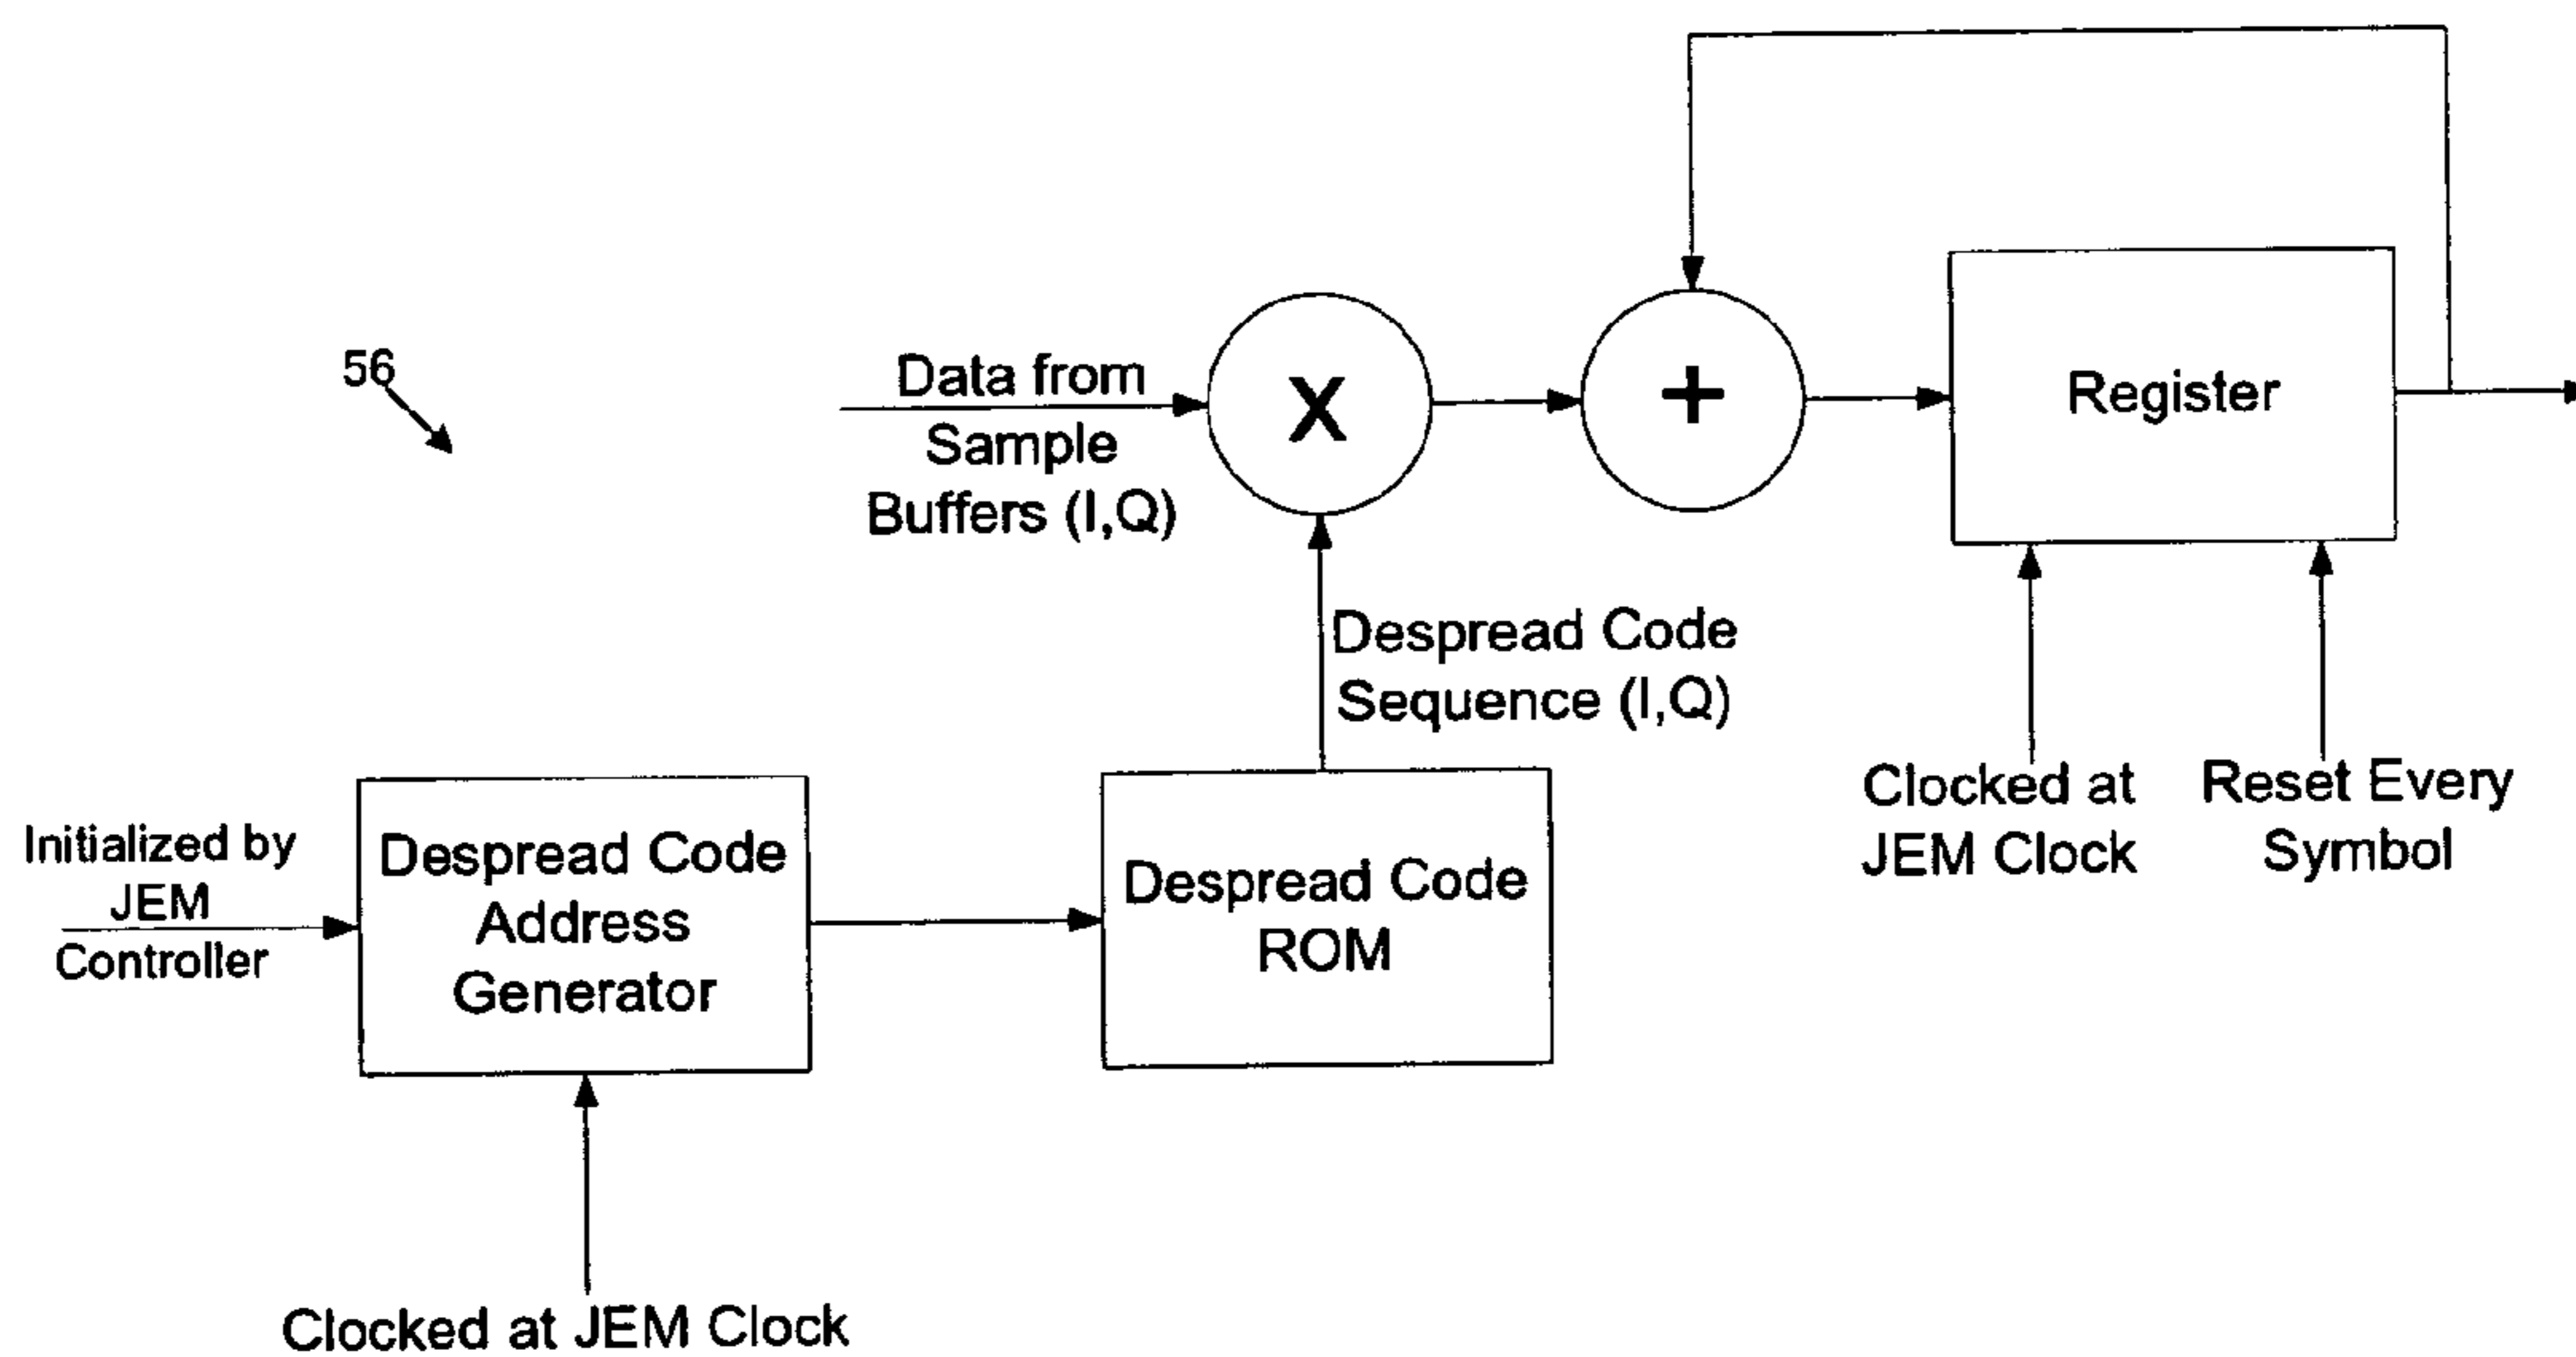 56
Data from
Sample
Buffers (I,Q)
X
+
Register
Despread Code
Sequence (I,Q)
Clocked at
JEM Clock
Reset Every
Symbol
Initialized by
JEM
Controller
Despread Code
Address
Generator
Despread Code
ROM
Clocked at JEM Clock